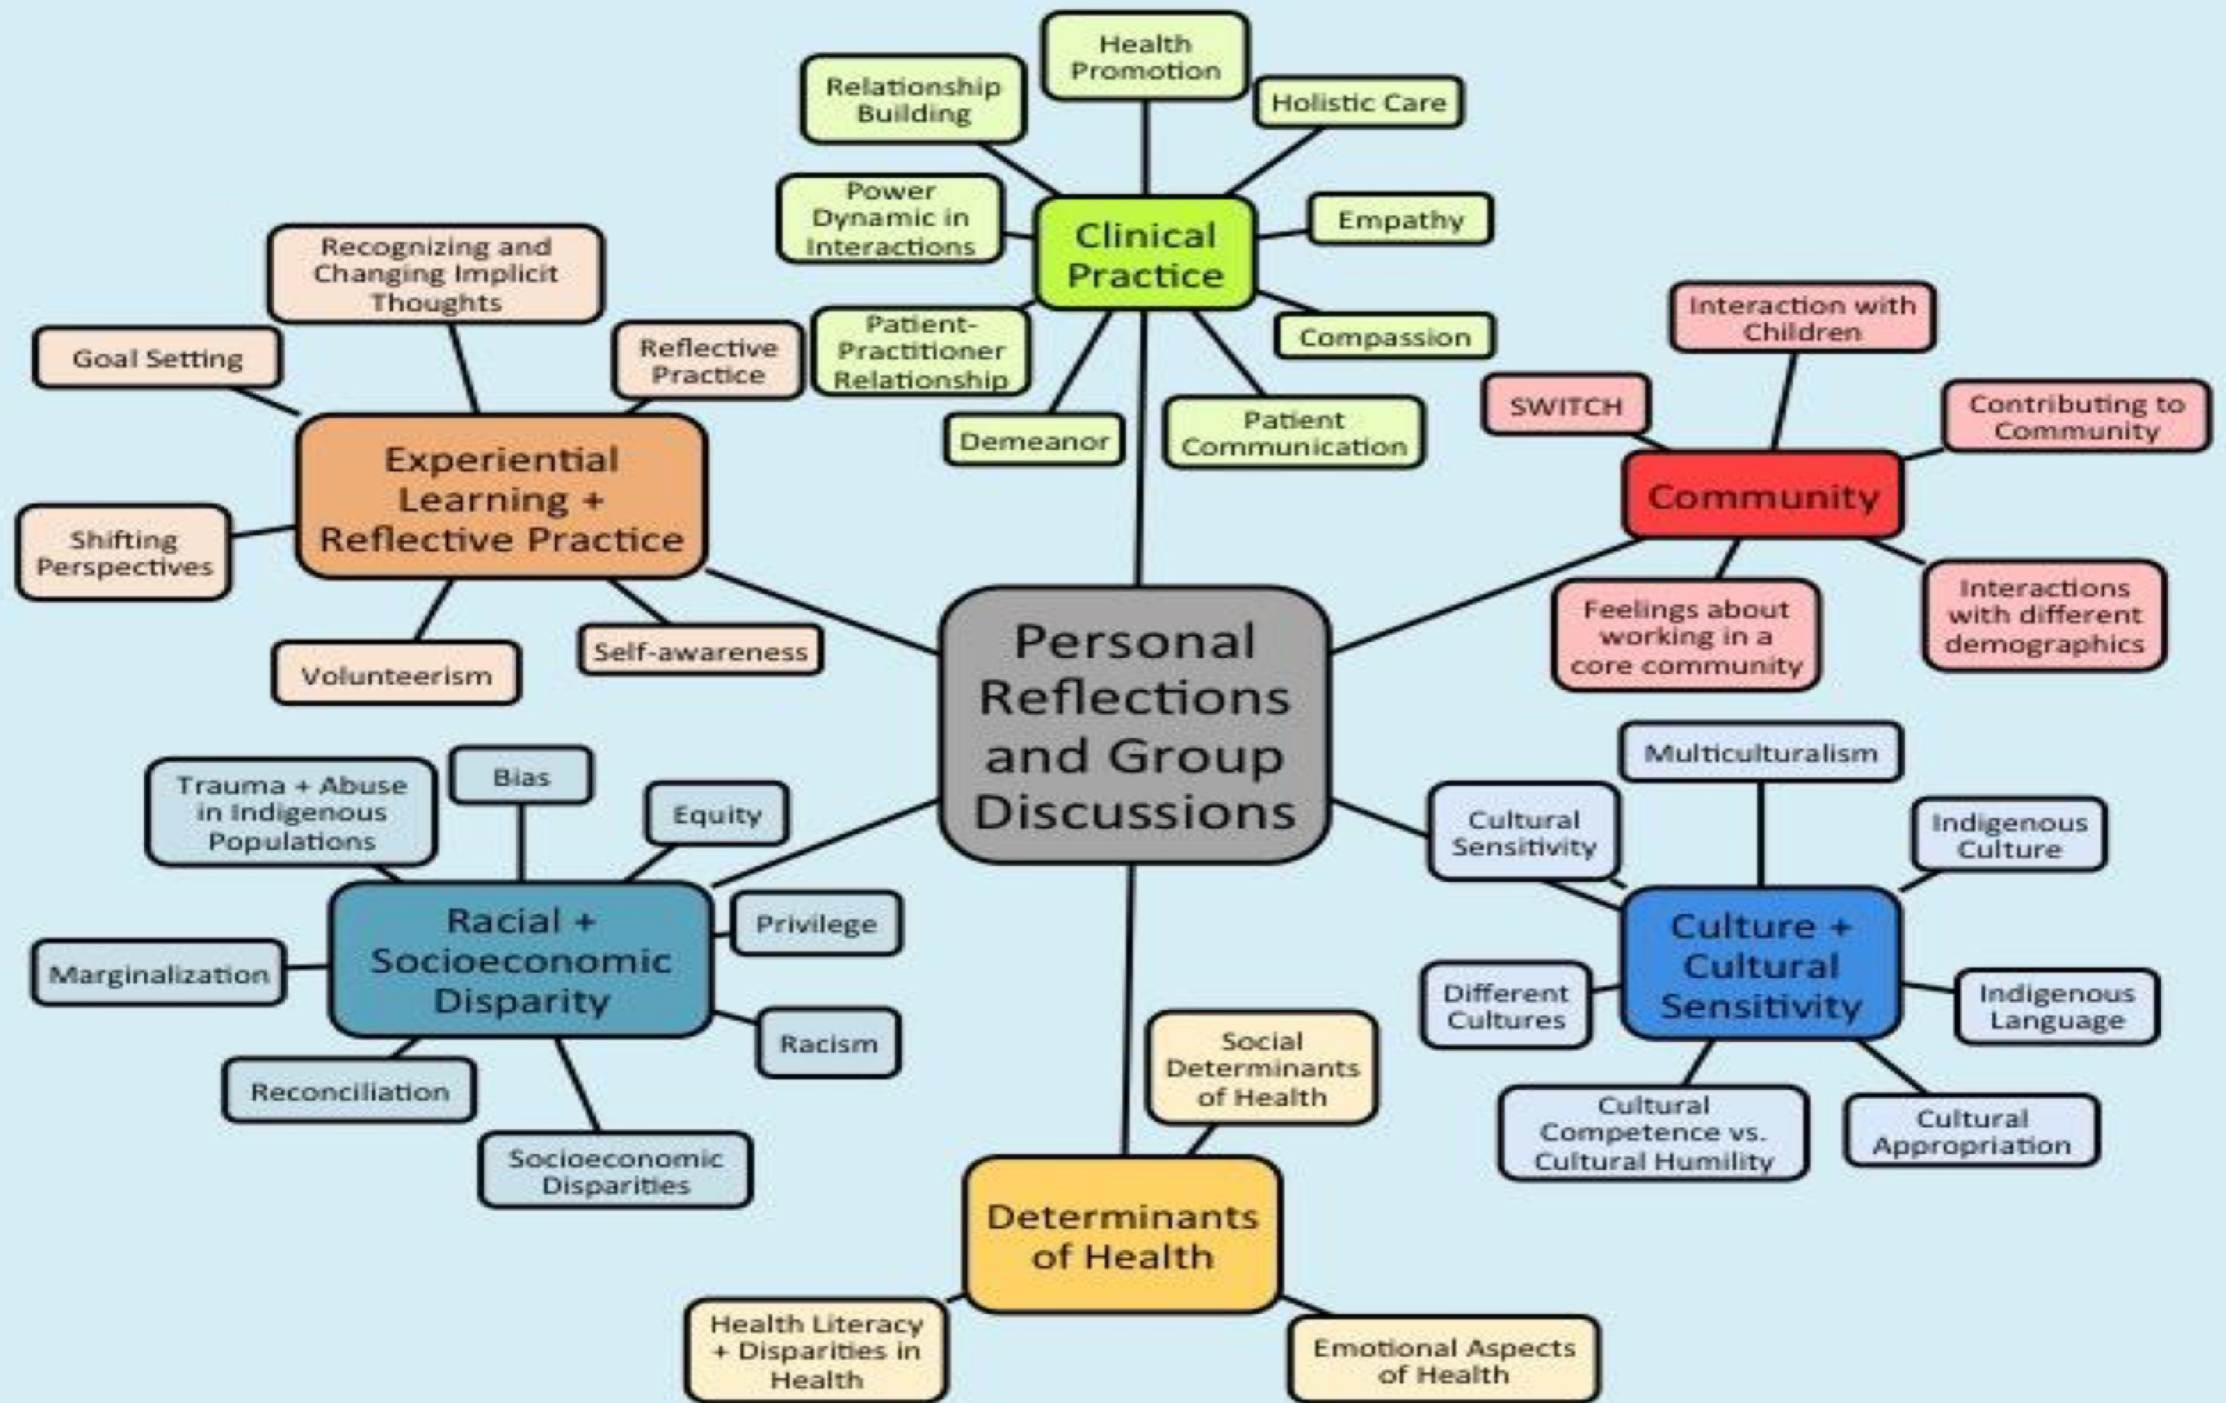 Health
Promotion
Relationship
Building
Holistic Care
Power
Dynamic in
Interactions
Clinical
Practice
Empathy
Patient-
Practitioner
Relationship
Compassion
Demeanor
Patient
Communication
Recognizing and
Changing Implicit
Thoughts
Goal Setting
Reflective
Practice
Experiential
Learning +
Reflective Practice
Shifting
Perspectives
Volunteerism
Self-awareness
Interaction with
Children
SWITCH
Contributing to
Community
Community
Feelings about
working in a
core community
Interactions
with different
demographics
Personal
Reflections
and Group
Discussions
Trauma + Abuse
in Indigenous
Populations
Bias
Equity
Racial +
Socioeconomic
Disparity
Privilege
Marginalization
Racism
Reconciliation
Socioeconomic
Disparities
Multiculturalism
Cultural
Sensitivity
Indigenous
Culture
Culture +
Cultural
Sensitivity
Different
Cultures
Indigenous
Language
Cultural
Competence vs.
Cultural Humility
Cultural
Appropriation
Social
Determinants
of Health
Determinants
of Health
Health Literacy
+ Disparities in
Health
Emotional Aspects
of Health